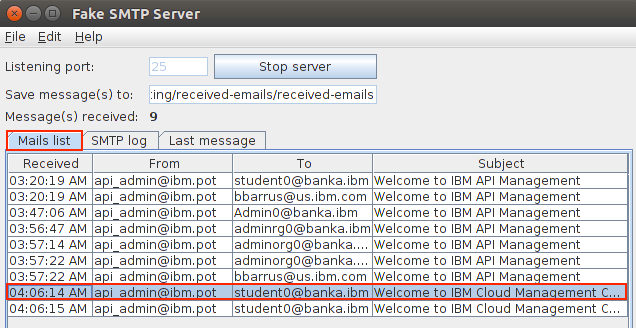 Fake SMTP Server
File Edit Help
Listening port: 25 Stop server
Save message(s) to: :ing/received-emails/received-emails
Message(s) received: 9
Mails list SMTP log Last message
Received From To Subject
03:20:19 AM api_admin@ibm.pot student0@banka.ibm Welcome to IBM API Management
03:20:19 AM api_admin@ibm.pot bbarrus@us.ibm.com Welcome to IBM API Management
03:47:06 AM api_admin@ibm.pot Admin0@banka.ibm Welcome to IBM API Management
03:56:47 AM api_admin@ibm.pot adminrg0@banka.ibm Welcome to IBM API Management
03:57:14 AM api_admin@ibm.pot adminorg0@banka.... Welcome to IBM API Management
03:57:22 AM api_admin@ibm.pot adminorg0@banka.... Welcome to IBM API Management
03:57:22 AM api_admin@ibm.pot bbarrus@us.ibm.com Welcome to IBM API Management
04:06:14 AM api_admin@ibm.pot student0@banka.ibm Welcome to IBM Cloud Management C...
04:06:15 AM api_admin@ibm.pot student0@banka.ibm Welcome to IBM Cloud Management C...